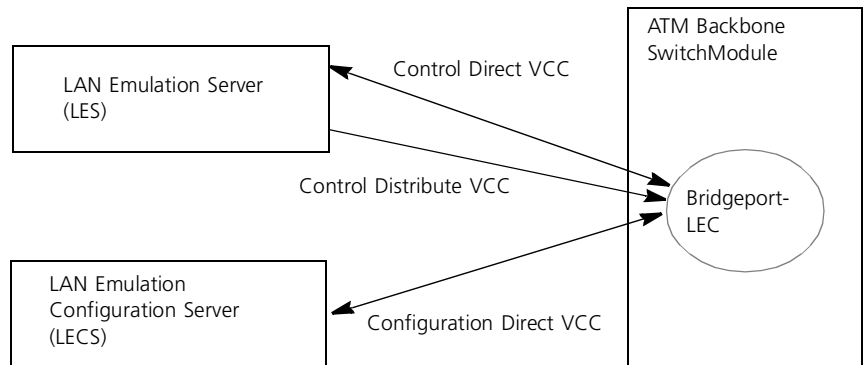 ATM Backbone
SwitchModule
LAN Emulation Server
(LES)
Control Direct VCC
Control Distribute VCC
Bridgeport-
LEC
LAN Emulation
Configuration Server
(LECS)
Configuration Direct VCC